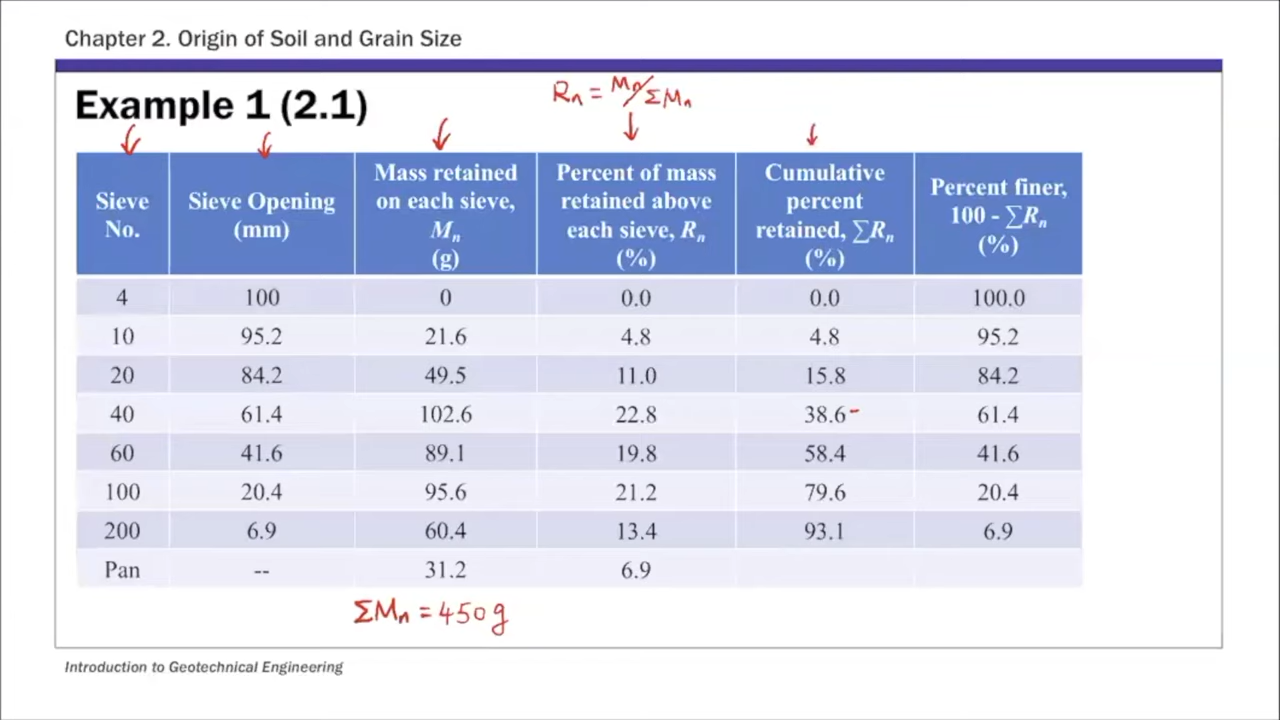 Chapter 2. Origin of Soil and Grain Size
Example 1 (2.1)
Rn = Mn/ΣMn
Sieve No.
Sieve Opening (mm)
Mass retained on each sieve, Mn (g)
Percent of mass retained above each sieve, Rn (%)
Cumulative percent retained, ∑Rn (%)
Percent finer, 100 - ∑Rn (%)
4 100 0 0.0 0.0 100.0
10 95.2 21.6 4.8 4.8 95.2
20 84.2 49.5 11.0 15.8 84.2
40 61.4 102.6 22.8 38.6 61.4
60 41.6 89.1 19.8 58.4 41.6
100 20.4 95.6 21.2 79.6 20.4
200 6.9 60.4 13.4 93.1 6.9
Pan -- 31.2 6.9
ΣMn = 450g
Introduction to Geotechnical Engineering